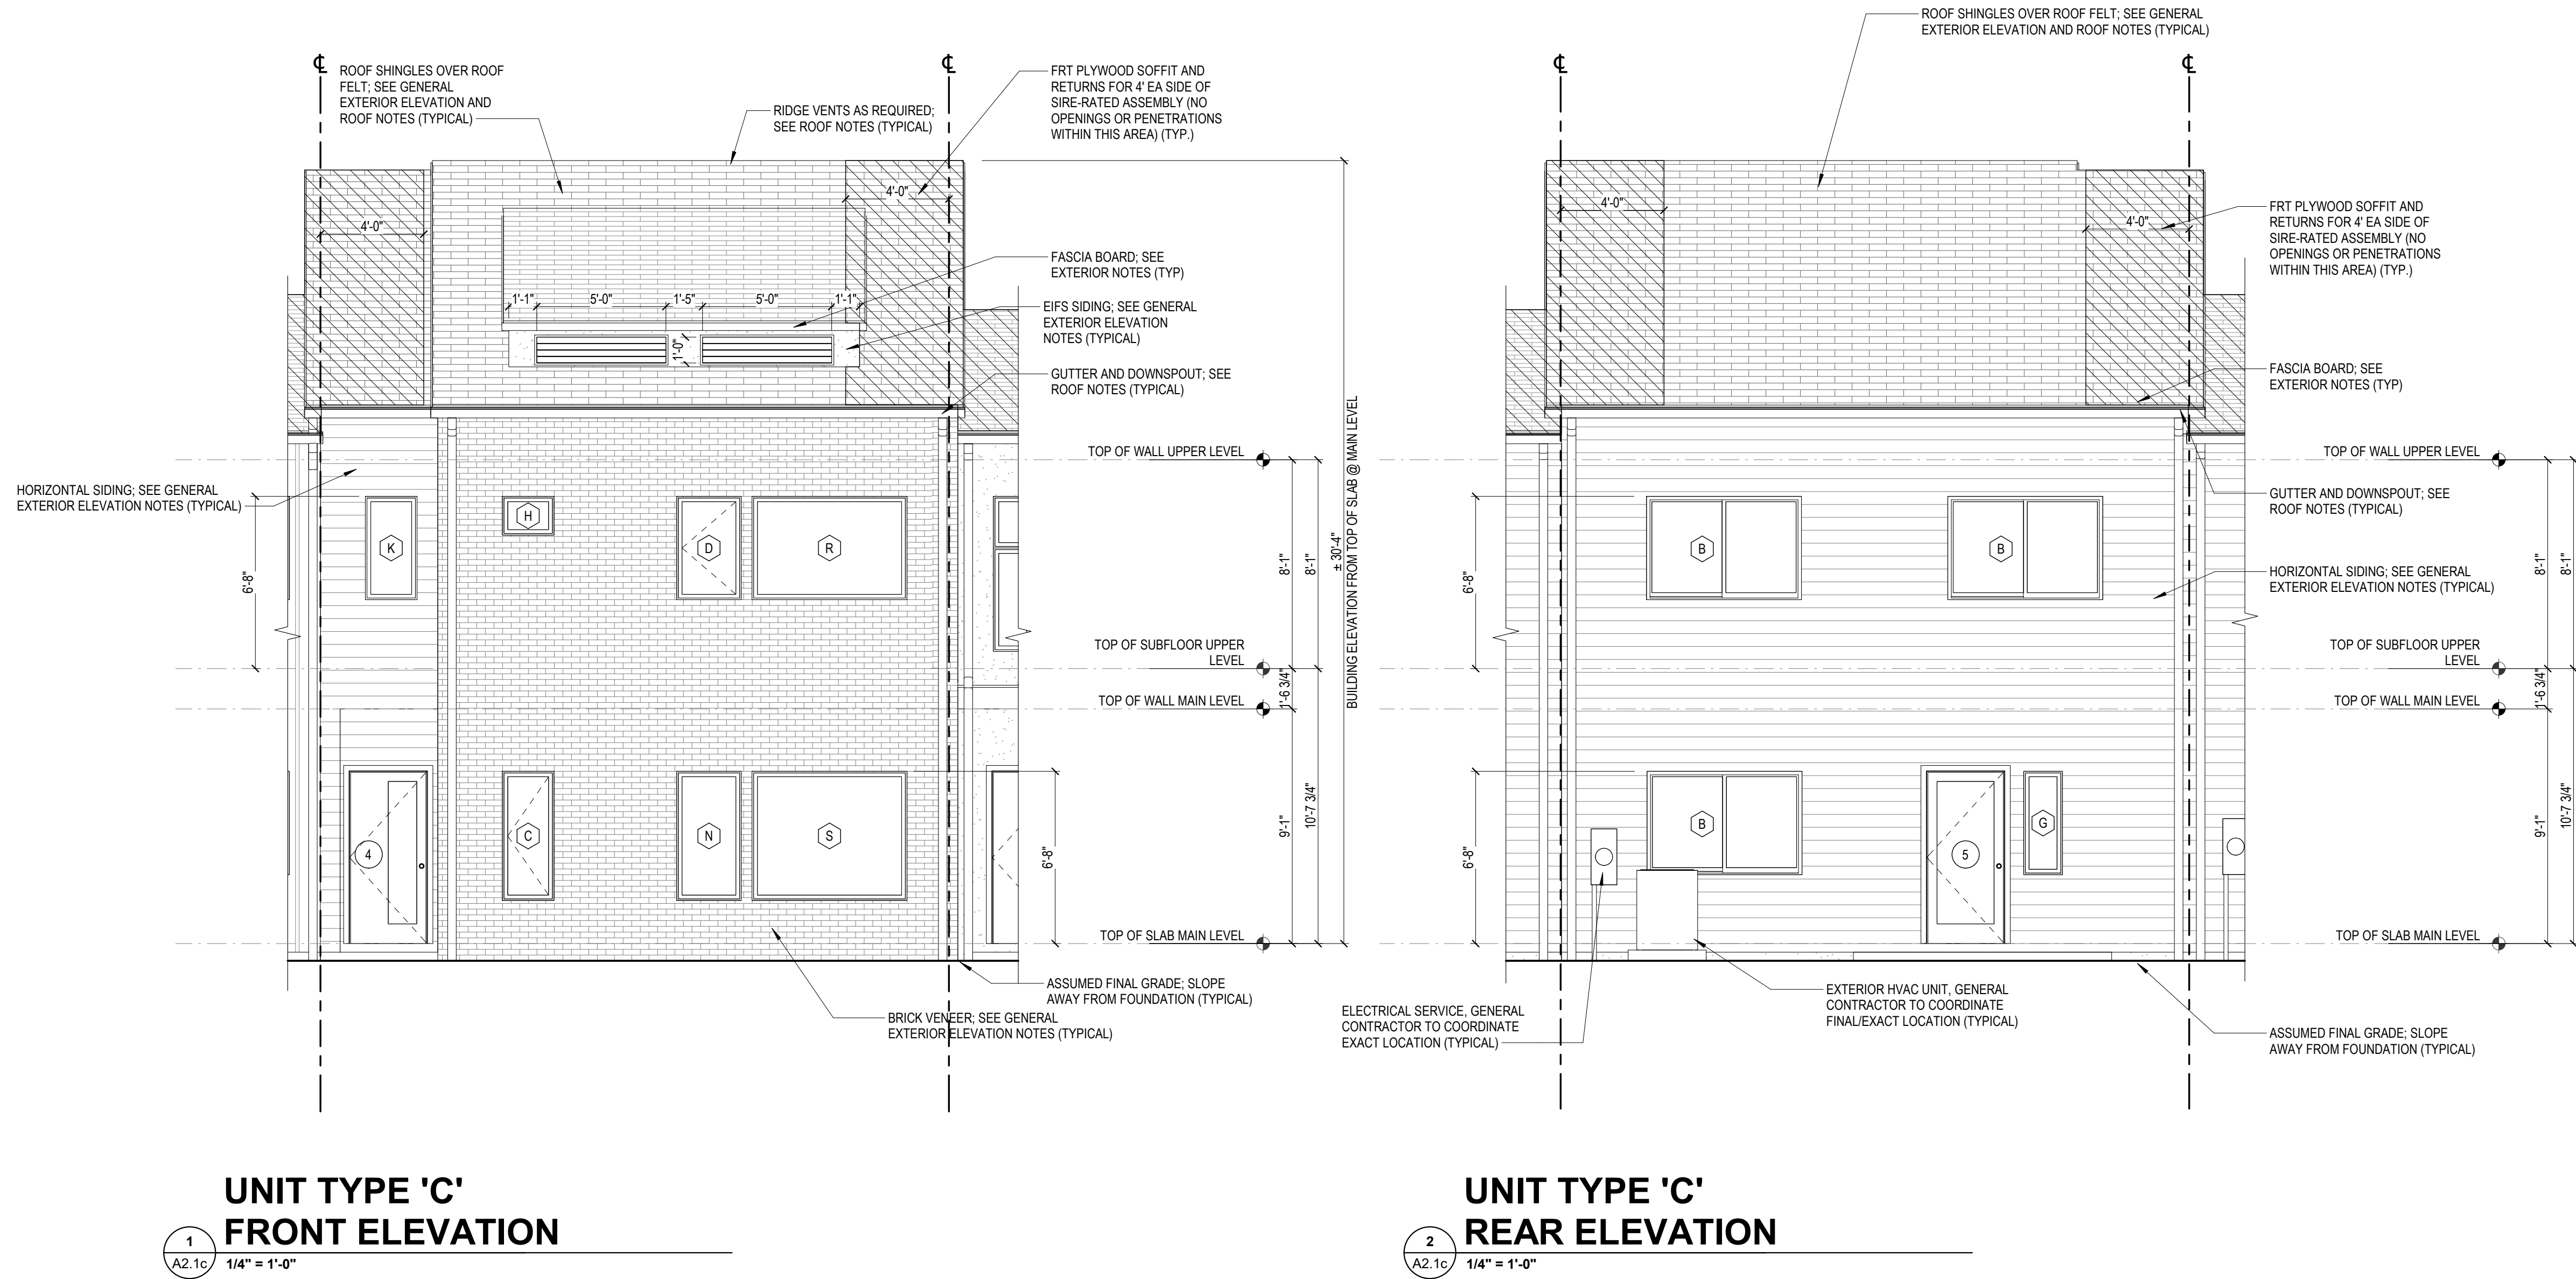 ROOF SHINGLES OVER ROOF
FELT; SEE GENERAL
EXTERIOR ELEVATION AND
ROOF NOTES (TYPICAL)
RIDGE VENTS AS REQUIRED;
SEE ROOF NOTES (TYPICAL)
FRT PLYWOOD SOFFIT AND
RETURNS FOR 4' EA SIDE OF
SIRE-RATED ASSEMBLY (NO
OPENINGS OR PENETRATIONS
WITHIN THIS AREA) (TYP.)
4'-0"
4'-0"
FASCIA BOARD; SEE
EXTERIOR NOTES (TYP)
1'-1"
5'-0"
1'-5"
5'-0"
1'-1"
1'-0"
EIFS SIDING; SEE GENERAL
EXTERIOR ELEVATION
NOTES (TYPICAL)
GUTTER AND DOWNSPOUT; SEE
ROOF NOTES (TYPICAL)
HORIZONTAL SIDING; SEE GENERAL
EXTERIOR ELEVATION NOTES (TYPICAL)
6'-8"
K
H
D
R
4
C
N
S
6'-8"
TOP OF WALL UPPER LEVEL
TOP OF SUBFLOOR UPPER
LEVEL
TOP OF WALL MAIN LEVEL
TOP OF SLAB MAIN LEVEL
8'-1"
1'-6 3/4"
9'-1"
8'-1"
10'-7 3/4"
± 30'-4"
BUILDING ELEVATION FROM TOP OF SLAB @ MAIN LEVEL
ASSUMED FINAL GRADE; SLOPE
AWAY FROM FOUNDATION (TYPICAL)
BRICK VENEER; SEE GENERAL
EXTERIOR ELEVATION NOTES (TYPICAL)
UNIT TYPE 'C'
FRONT ELEVATION
1
A2.1c
1/4" = 1'-0"
ROOF SHINGLES OVER ROOF FELT; SEE GENERAL
EXTERIOR ELEVATION AND ROOF NOTES (TYPICAL)
4'-0"
4'-0"
FRT PLYWOOD SOFFIT AND
RETURNS FOR 4' EA SIDE OF
SIRE-RATED ASSEMBLY (NO
OPENINGS OR PENETRATIONS
WITHIN THIS AREA) (TYP.)
FASCIA BOARD; SEE
EXTERIOR NOTES (TYP)
TOP OF WALL UPPER LEVEL
GUTTER AND DOWNSPOUT; SEE
ROOF NOTES (TYPICAL)
HORIZONTAL SIDING; SEE GENERAL
EXTERIOR ELEVATION NOTES (TYPICAL)
TOP OF SUBFLOOR UPPER
LEVEL
TOP OF WALL MAIN LEVEL
TOP OF SLAB MAIN LEVEL
6'-8"
6'-8"
B
B
B
5
G
8'-1"
1'-6 3/4"
9'-1"
8'-1"
10'-7 3/4"
ELECTRICAL SERVICE, GENERAL
CONTRACTOR TO COORDINATE
EXACT LOCATION (TYPICAL)
EXTERIOR HVAC UNIT, GENERAL
CONTRACTOR TO COORDINATE
FINAL/EXACT LOCATION (TYPICAL)
ASSUMED FINAL GRADE; SLOPE
AWAY FROM FOUNDATION (TYPICAL)
UNIT TYPE 'C'
REAR ELEVATION
2
A2.1c
1/4" = 1'-0"